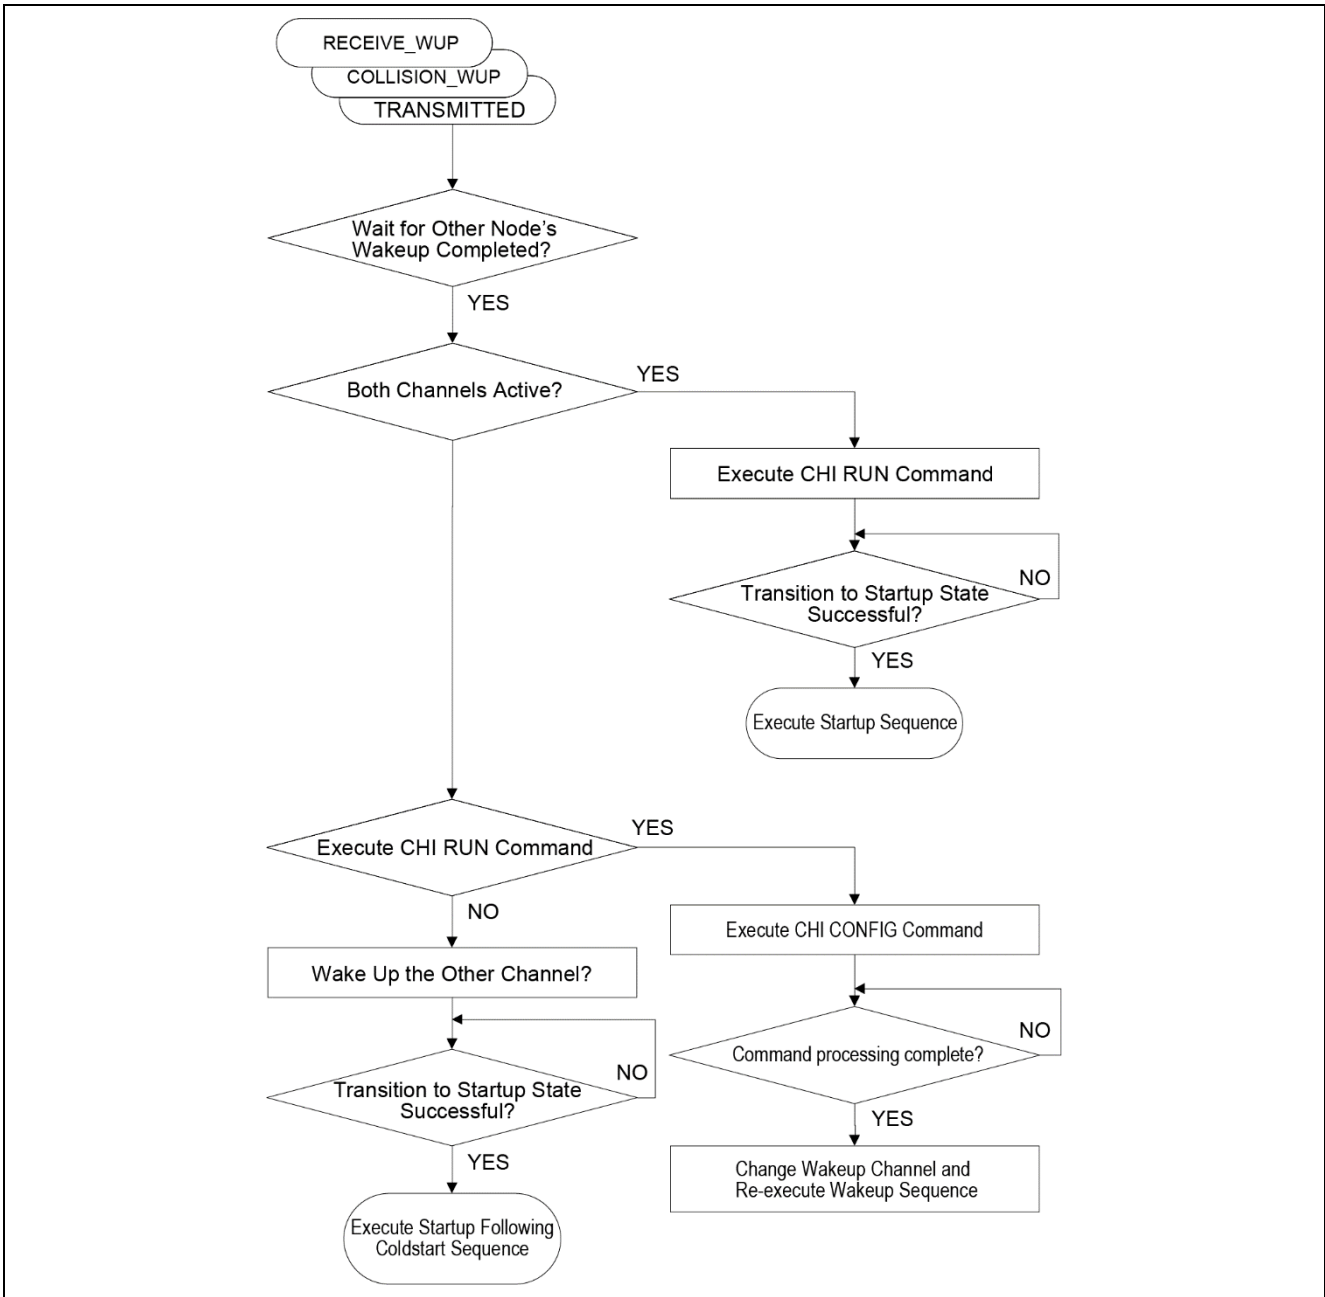 RECEIVE_WUP
COLLISION_WUP
TRANSMITTED
Wait for Other Node's
Wakeup Completed?
YES
Both Channels Active?
YES
Execute CHI RUN Command
Transition to Startup State
Successful?
NO
YES
Execute Startup Sequence
Execute CHI RUN Command
YES
NO
Execute CHI CONFIG Command
Wake Up the Other Channel?
Command processing complete?
NO
Transition to Startup State
Successful?
NO
YES
Change Wakeup Channel and
Re-execute Wakeup Sequence
YES
Execute Startup Following
Coldstart Sequence